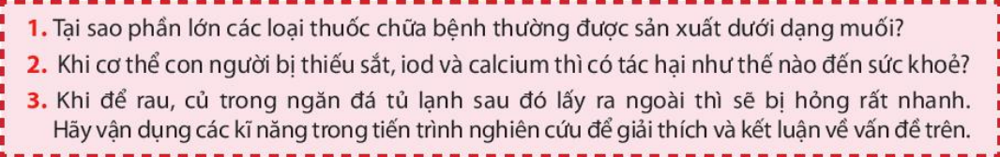 1. Tại sao phần lớn các loại thuốc chữa bệnh thường được sản xuất dưới dạng muối?
2. Khi cơ thể con người bị thiếu sắt, iod và calcium thì có tác hại như thế nào đến sức khoẻ?
3. Khi để rau, củ trong ngăn đá tủ lạnh sau đó lấy ra ngoài thì sẽ bị hỏng rất nhanh.
Hãy vận dụng các kĩ năng trong tiến trình nghiên cứu để giải thích và kết luận về vấn đề trên.